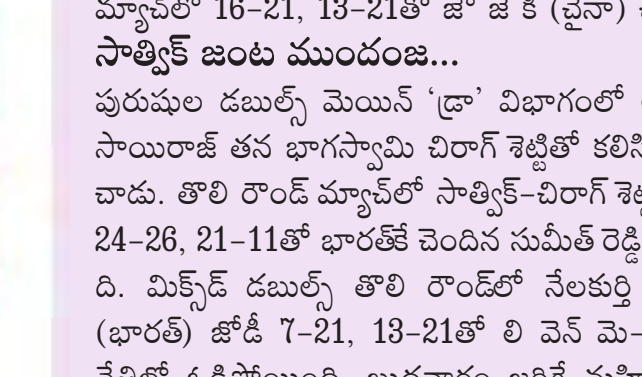 మ్యాచ్‌లో 16–21, 13–21తో జా జే కీ (చైనా)
సాత్విక్ జంట ముందంజ...
పురుషుల డబుల్స్ మెయిన్ ‘డ్రా’ విభాగంలో
సాయిరాజ్ తన భాగస్వామి చిరాగ్ శెట్టితో కలిసి
చాడు. తొలి రౌండ్ మ్యాచ్‌లో సాత్విక్–చిరాగ్ శె
24–26, 21–11తో భారత్‌కే చెందిన సుమీత్ రెడ్డి
ది. మిక్స్‌డ్ డబుల్స్ తొలి రౌండ్‌లో నేలకుర్తి
(భారత్) జోడీ 7–21, 13–21తో లి వెన్ మె–